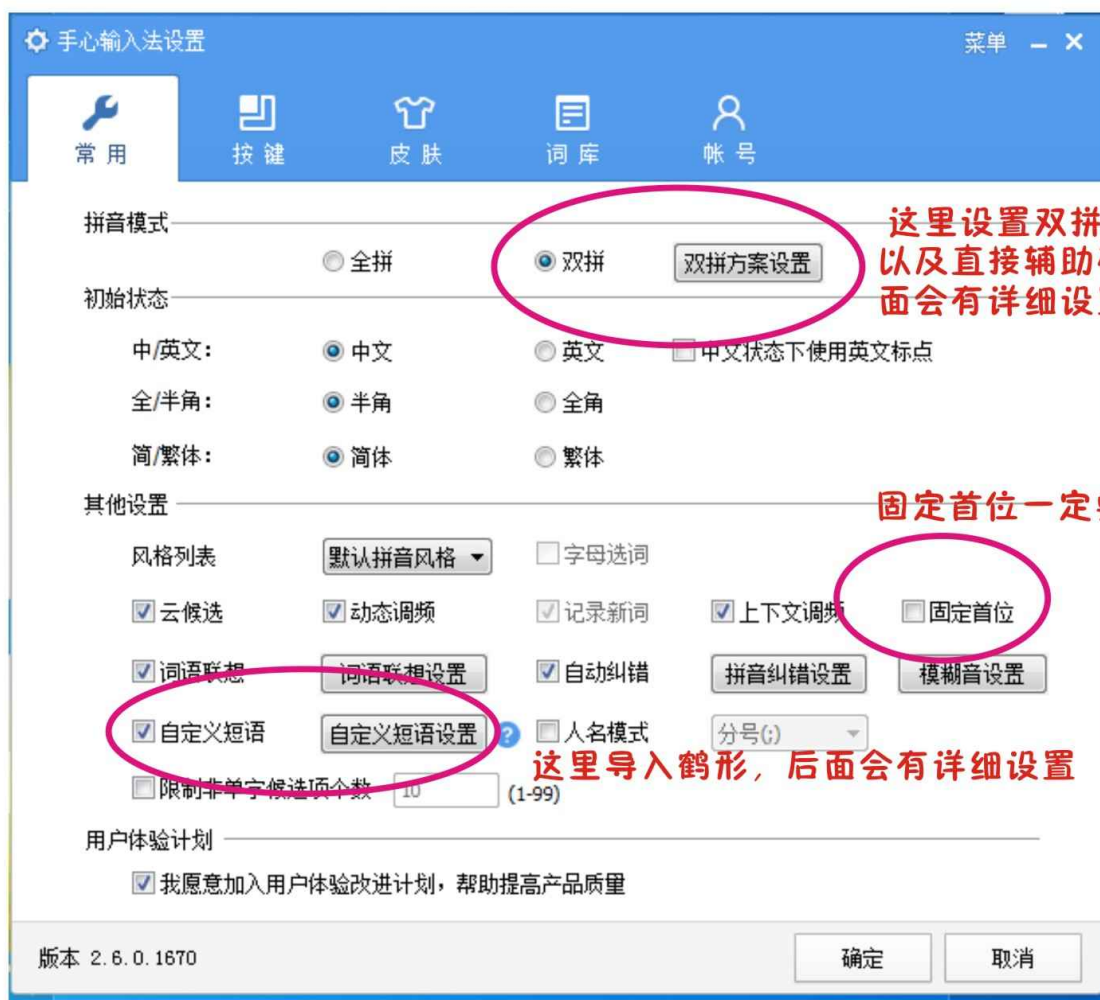 手心输入法设置 菜单
常用 按键 皮肤 词库 帐号
拼音模式
这里设置双拼
全拼 双拼 双拼方案设置
以及直接辅助
初始状态
面会有详细设
中/英文: 中文 英文 中文状态下使用英文标点
全/半角: 半角 全角
简/繁体: 简体 繁体
其他设置
固定首位一定
风格列表 默认拼音风格 字母选词
云候选 动态调频 记录新词 上下文调频 固定首位
词语联想 词语联想设置 自动纠错 拼音纠错设置 模糊音设置
自定义短语 自定义短语设置 ? 人名模式 分号(;)
这里导入鹤形，后面会有详细设置
限制非单字候选项个数 10 (1-99)
用户体验计划
我愿意加入用户体验改进计划，帮助提高产品质量
版本 2.6.0.1670 确定 取消